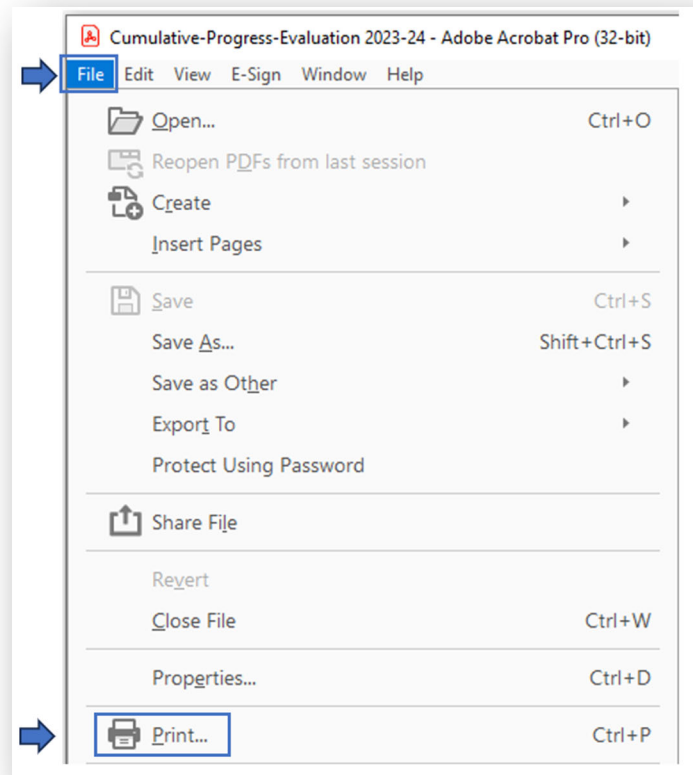 Cumulative-Progress-Evaluation 2023-24 - Adobe Acrobat Pro (32-bit)
File Edit View E-Sign Window Help
Open... Ctrl+O
Reopen PDFs from last session
Create
Insert Pages
Save Ctrl+S
Save As... Shift+Ctrl+S
Save as Other
Export To
Protect Using Password
Share File
Revert
Close File Ctrl+W
Properties... Ctrl+D
Print... Ctrl+P